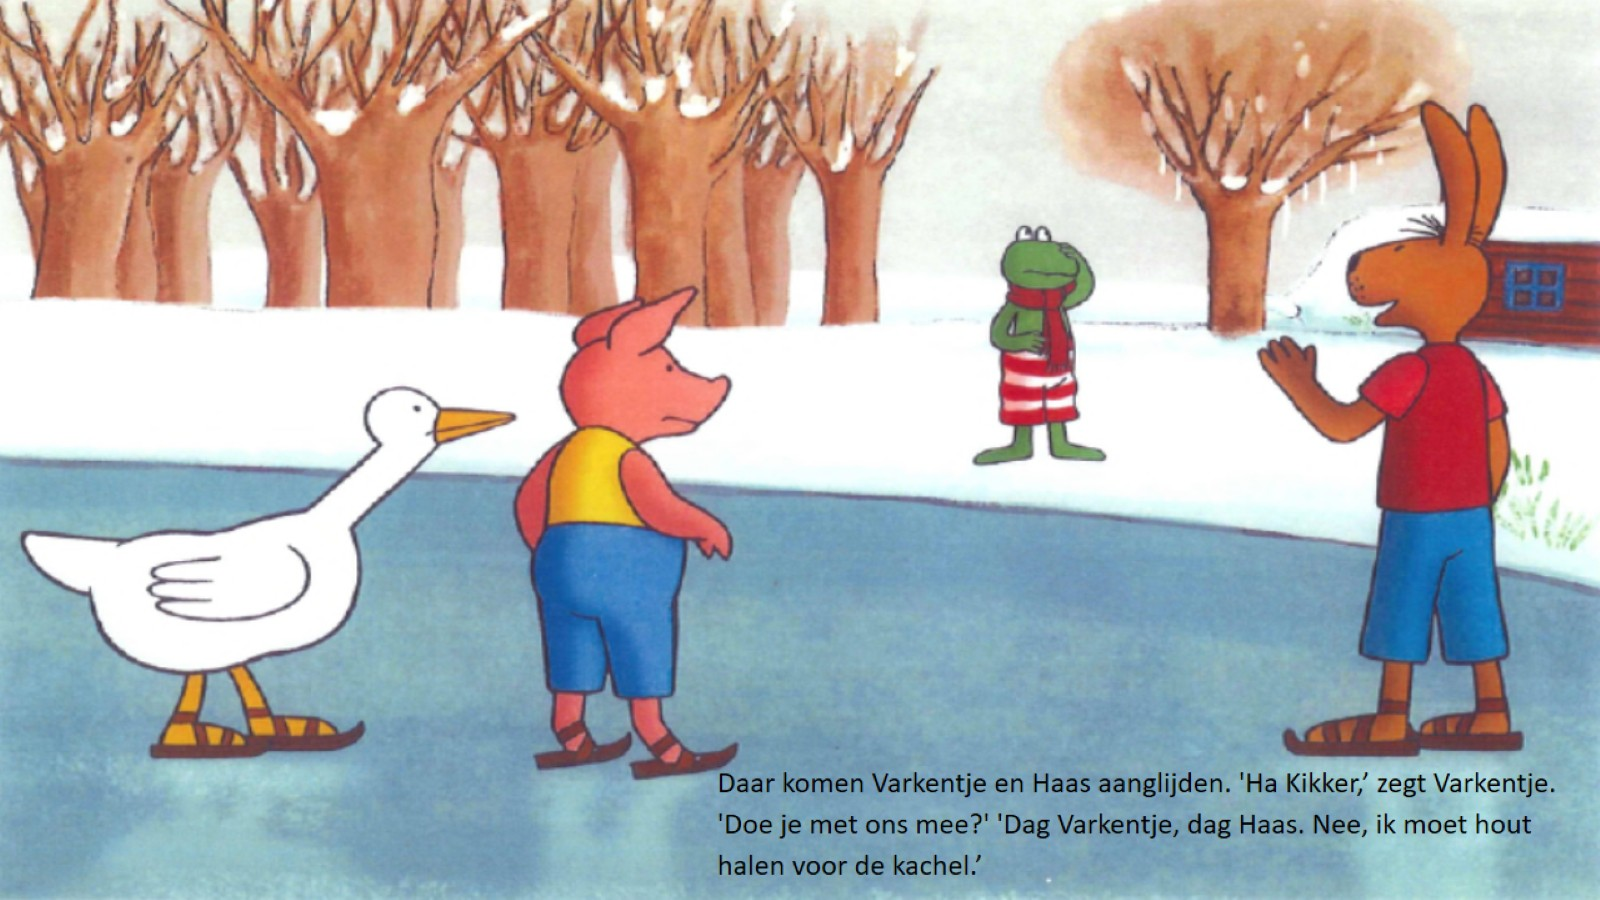 Daar komen Varkentje en Haas aanglijden. 'Ha Kikker,’ zegt Varkentje.
'Doe je met ons mee?' 'Dag Varkentje, dag Haas. Nee, ik moet hout
halen voor de kachel.’